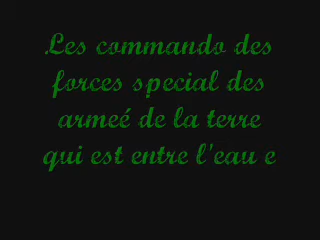 .Les commando des
forces special des
armeé de la terre
qui est entre l'eau e